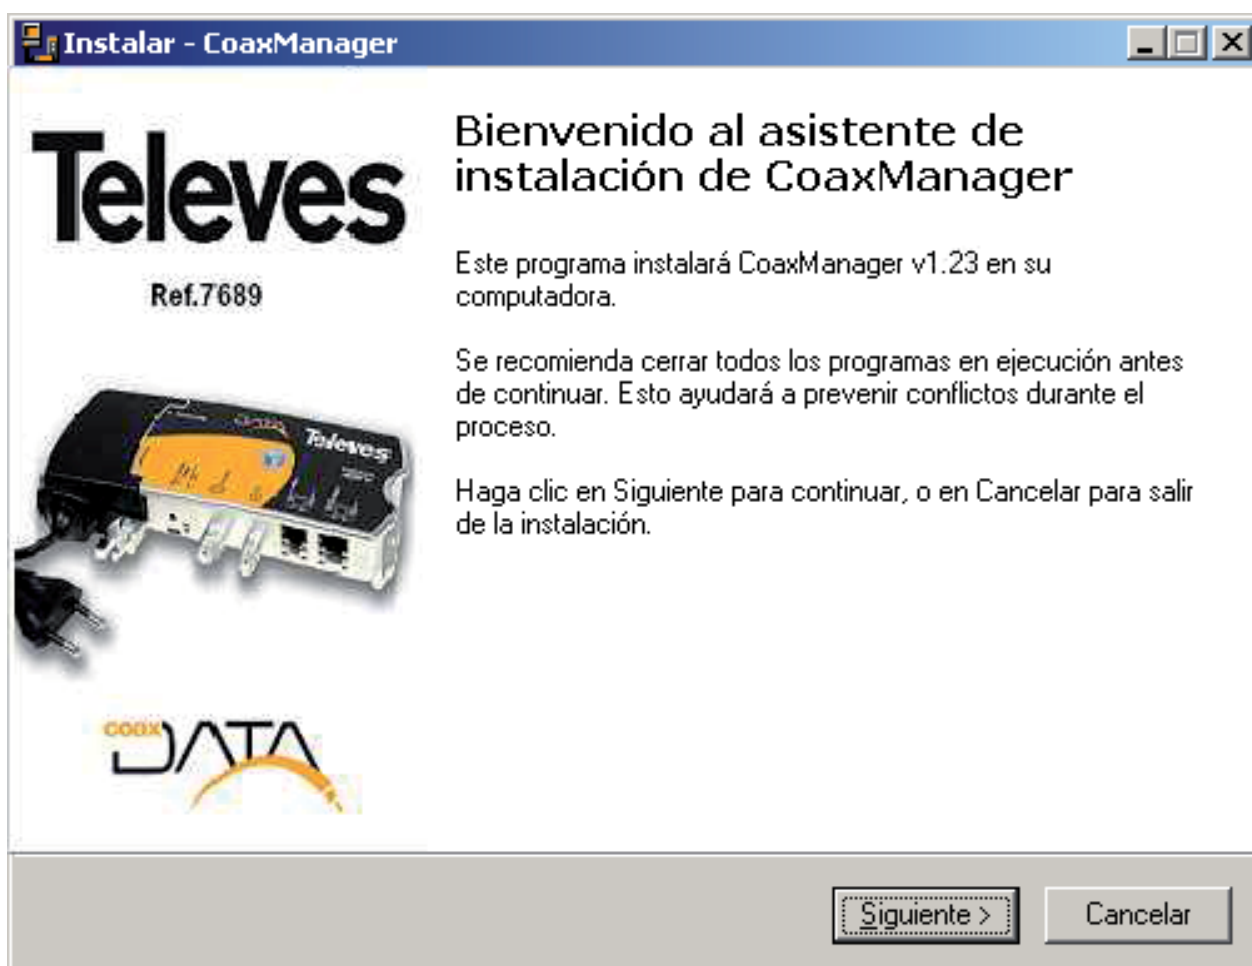 Instalar - CoaxManager
Televes
Ref.7689
Televes
coax
DATA
Bienvenido al asistente de
instalación de CoaxManager
Este programa instalará CoaxManager v1.23 en su
computadora.
Se recomienda cerrar todos los programas en ejecución antes
de continuar. Esto ayudará a prevenir conflictos durante el
proceso.
Haga clic en Siguiente para continuar, o en Cancelar para salir
de la instalación.
Siguiente >
Cancelar